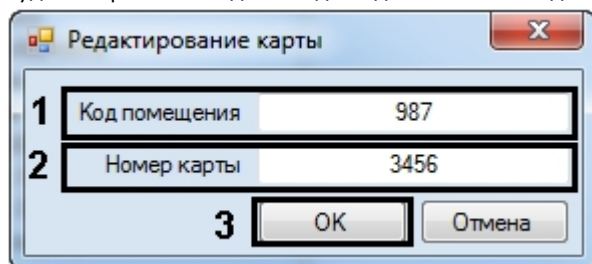 Редактирование карты
1 Код помещения 987
2 Номер карты 3456
3 OK Отмена